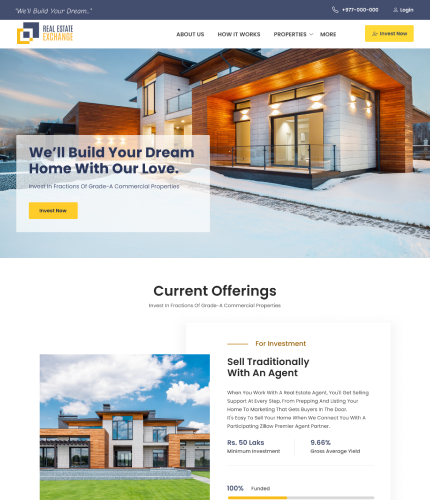 "We'll Build Your Dream.."
+977-000-000
Login
REAL ESTATE
EXCHANGE
ABOUT US
HOW IT WORKS
PROPERTIES
MORE
Invest Now
We'll Build Your Dream
Home With Our Love.
Invest In Fractions Of Grade-A Commercial Properties
Invest Now
Current Offerings
Invest In Fractions Of Grade-A Commercial Properties
For Investment
Sell Traditionally
With An Agent
When You Work With A Real Estate Agent, You'll Get Selling
Support At Every Step, From Prepping And Listing Your
Home To Marketing That Gets Buyers In The Door.
It's Easy To Sell Your Home When We Connect You With A
Participating Zillow Premier Agent Partner.
Rs. 50 Laks
9.66%
Minimum Investment
Gross Average Yield
100% Funded